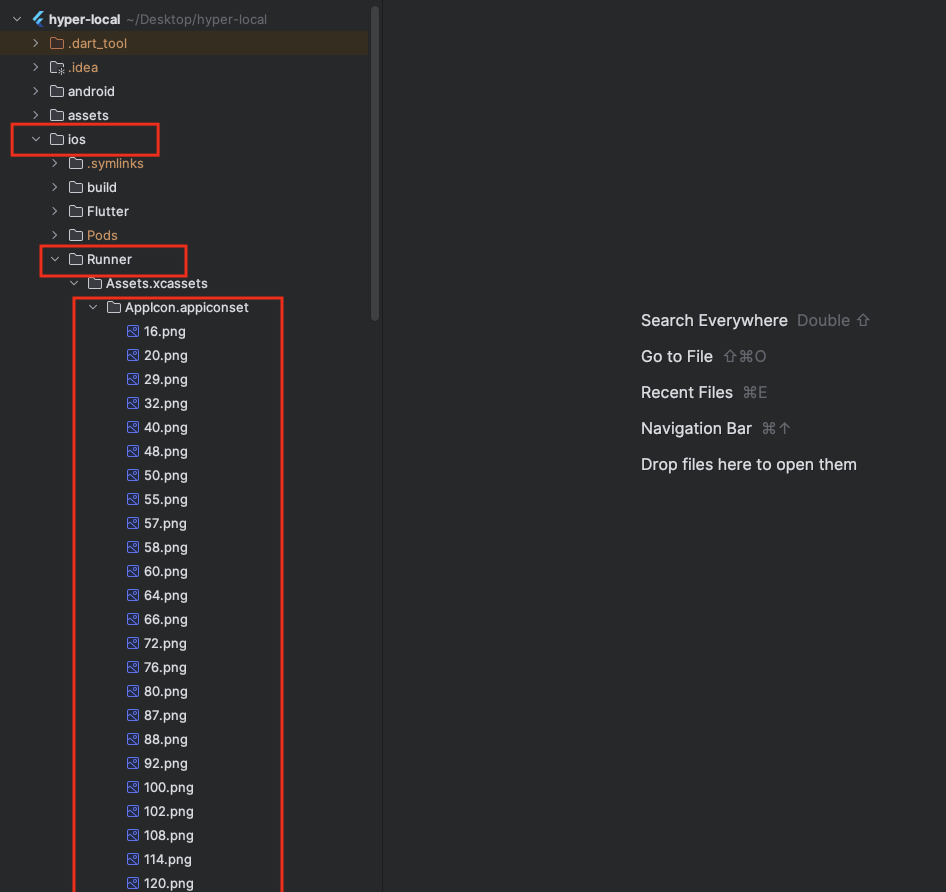 hyper-local ~/Desktop/hyper-local
.dart_tool
.idea
android
assets
ios
.symlinks
build
Flutter
Pods
Runner
Assets.xcassets
AppIcon.appiconset
16.png
20.png
29.png
32.png
40.png
48.png
50.png
55.png
57.png
58.png
60.png
64.png
66.png
72.png
76.png
80.png
87.png
88.png
92.png
100.png
102.png
108.png
114.png
120.png
Search Everywhere Double ⇧
Go to File ⇧⌘O
Recent Files ⌘E
Navigation Bar ⌘↑
Drop files here to open them